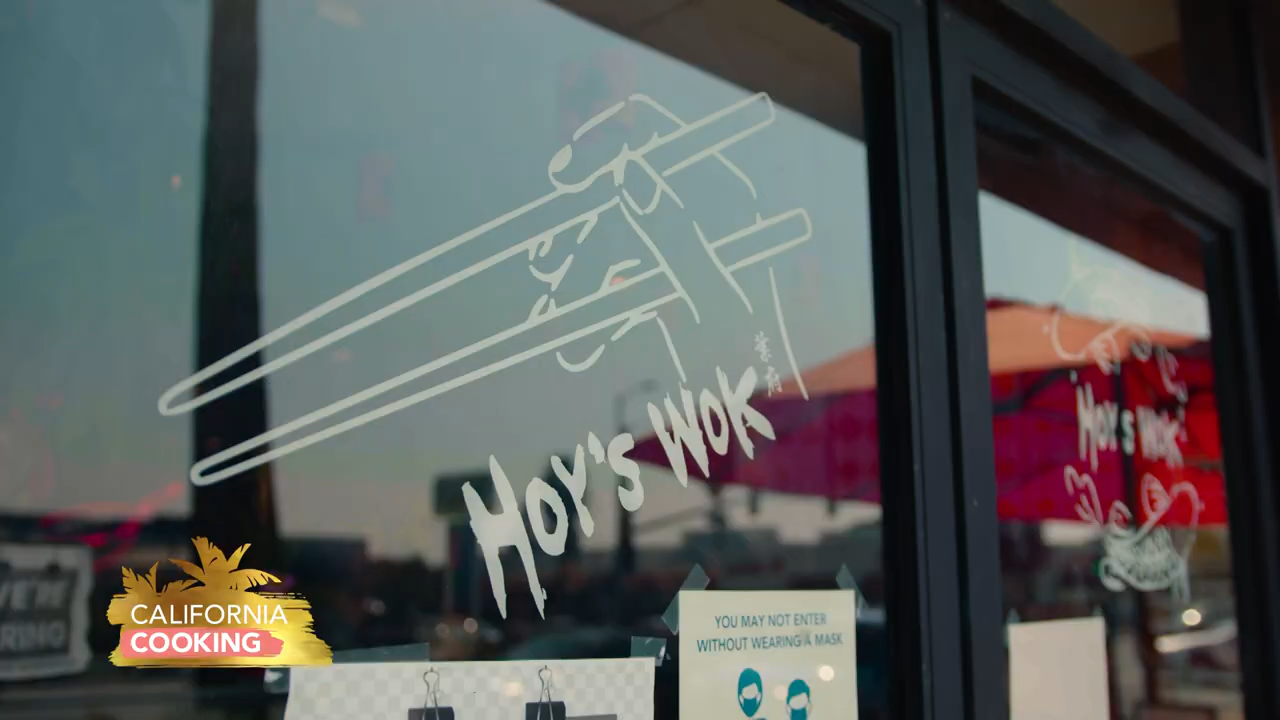 HOY'S WOK
HOY'S WOK
YOU MAY NOT ENTER
WITHOUT WEARING A MASK
CALIFORNIA
COOKING